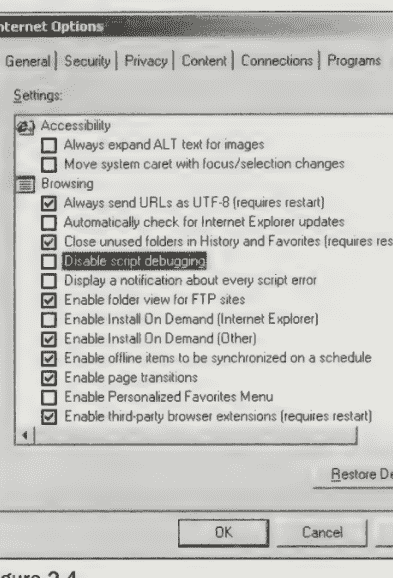 nternet Options
General Security Privacy Content Connections Programs
Settings:
Accessibility
Always expand ALT text for images
Move system caret with focus/selection changes
Browsing
Always send URLs as UTF-8 (requires restart)
Automatically check for Internet Explorer updates
Close unused folders in History and Favorites (requires res
Disable script debugging
Display a notification about every script error
Enable folder view for FTP sites
Enable Install On Demand (Internet Explorer)
Enable Install On Demand (Other)
Enable offline items to be synchronized on a schedule
Enable page transitions
Enable Personalized Favorites Menu
Enable third-party browser extensions (requires restart)
Restore De
OK Cancel
gure 2.4